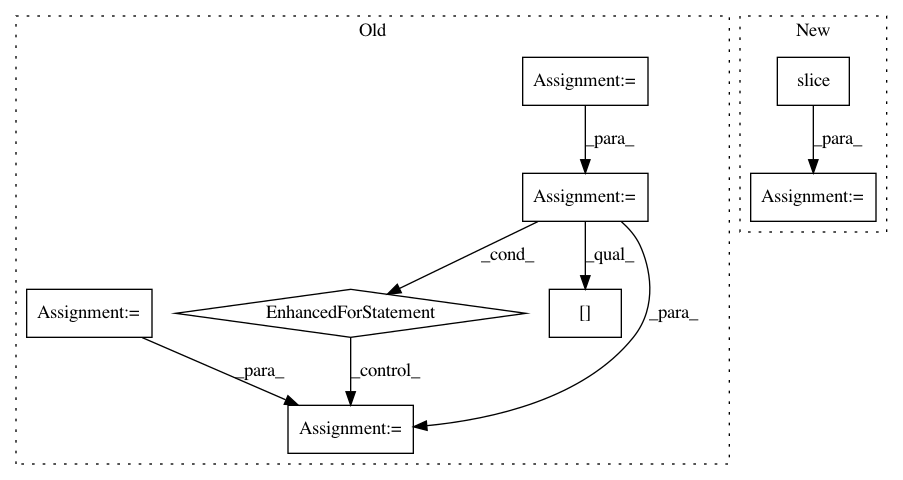 Old
New
Assignment:=
slice
_para_
_para_
Assignment:=
Assignment:=
_cond_
_qual_
Assignment:=
EnhancedForStatement
[]
_para_
_para_
_control_
Assignment:=